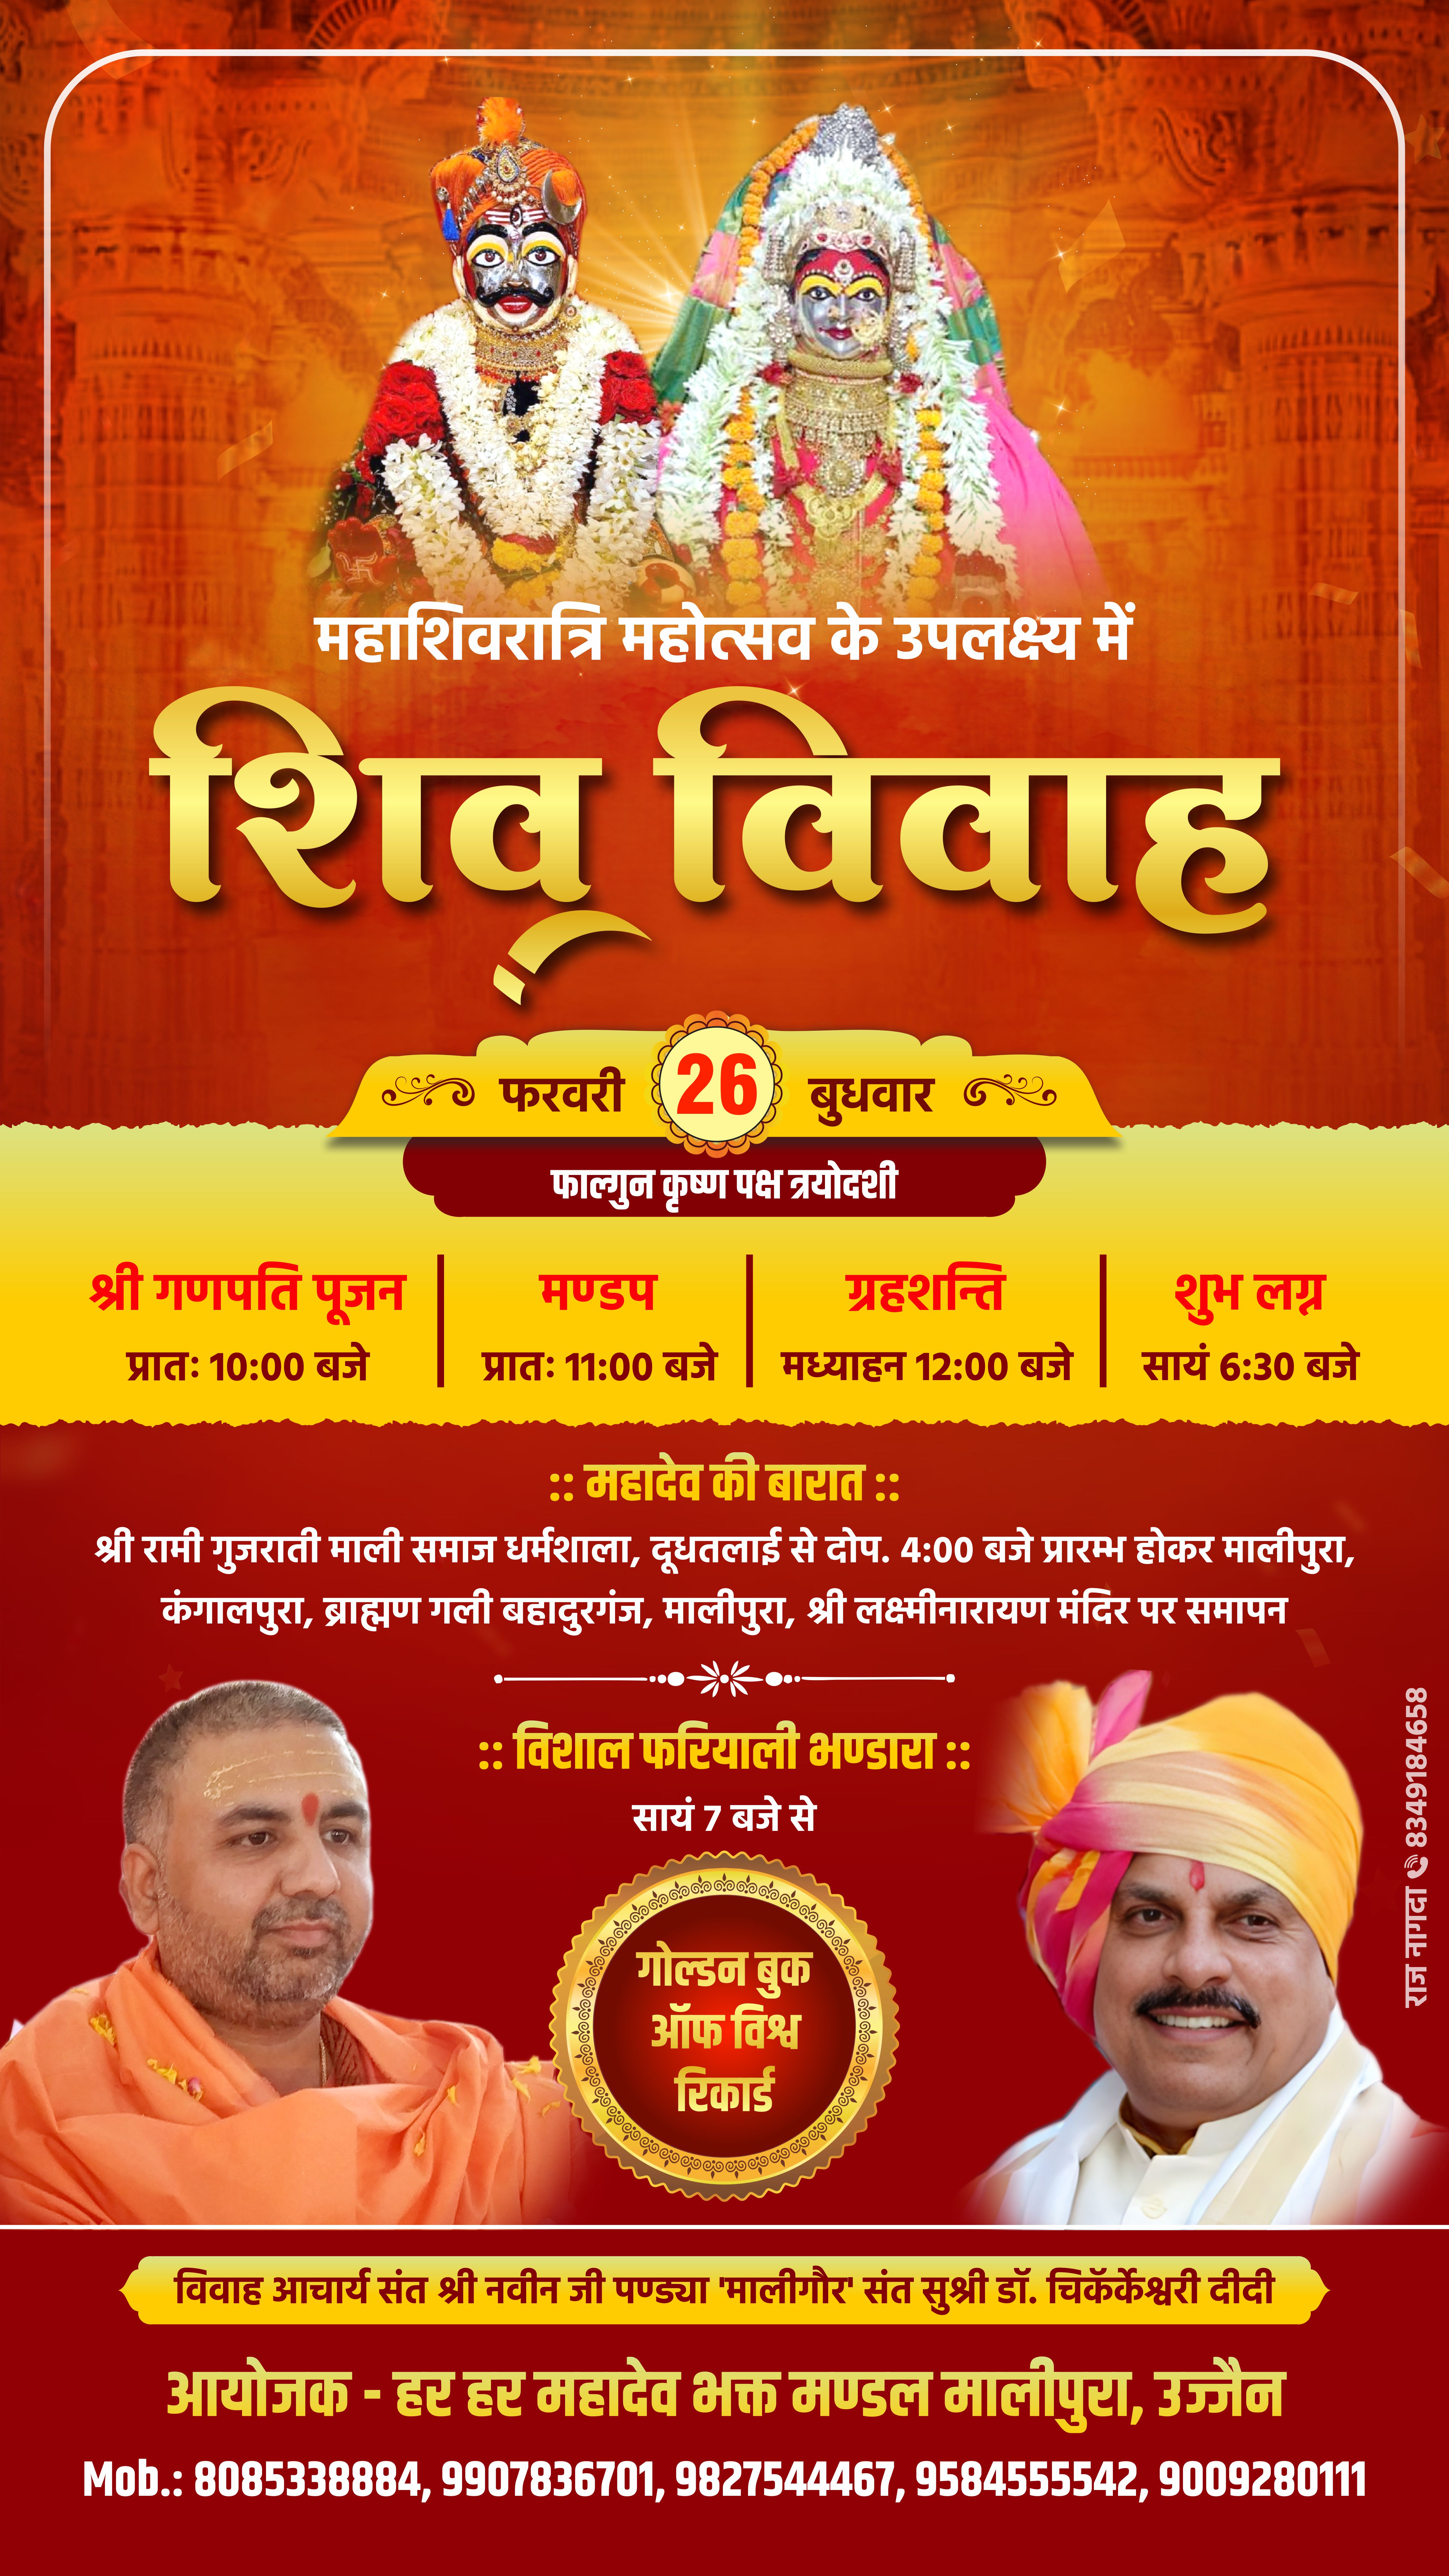 महाशिवरात्रि महोत्सव के उपलक्ष्य में
शिव विवाह
फरवरी 26 बुधवार
फाल्गुन कृष्ण पक्ष त्रयोदशी
श्री गणपति पूजन
प्रातः 10:00 बजे
मण्डप
प्रातः 11:00 बजे
ग्रहशन्ति
मध्याहन 12:00 बजे
शुभ लग्न
सायं 6:30 बजे
:: महादेव की बारात ::
श्री रामी गुजराती माली समाज धर्मशाला, दूधतलाई से दोप. 4:00 बजे प्रारम्भ होकर मालीपुरा,
कंगालपुरा, ब्राह्मण गली बहादुरगंज, मालीपुरा, श्री लक्ष्मीनारायण मंदिर पर समापन
:: विशाल फरियाली भण्डारा ::
सायं 7 बजे से
गोल्डन बुक
ऑफ विश्व
रिकार्ड
राज नागदा 8349184658
विवाह आचार्य संत श्री नवीन जी पण्ड्या 'मालीगौर' संत सुश्री डॉ. चिकॅर्केश्वरी दीदी
आयोजक - हर हर महादेव भक्त मण्डल मालीपुरा, उज्जैन
Mob.: 8085338884, 9907836701, 9827544467, 9584555542, 9009280111